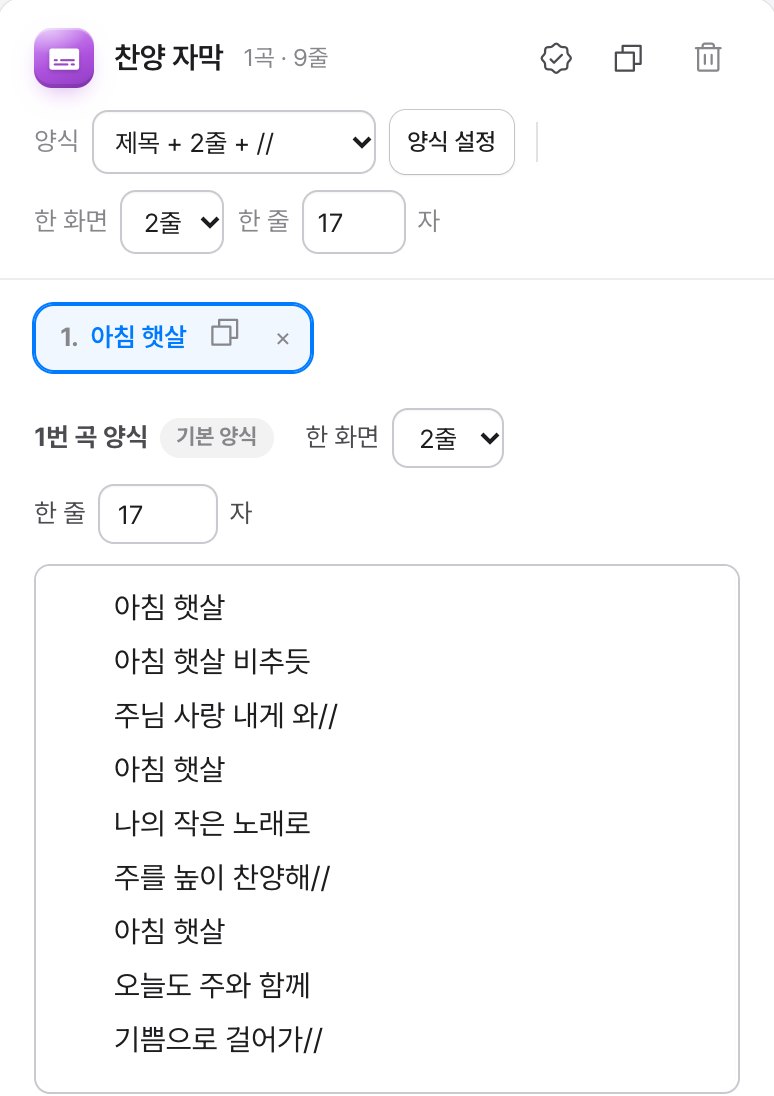 찬양 자막 1곡 · 9줄
양식 제목 + 2줄 + // 양식 설정
한 화면 2줄 한 줄 17 자
1. 아침 햇살 ×
1번 곡 양식 기본 양식 한 화면 2줄
한 줄 17 자
아침 햇살
아침 햇살 비추듯
주님 사랑 내게 와//
아침 햇살
나의 작은 노래로
주를 높이 찬양해//
아침 햇살
오늘도 주와 함께
기쁨으로 걸어가//